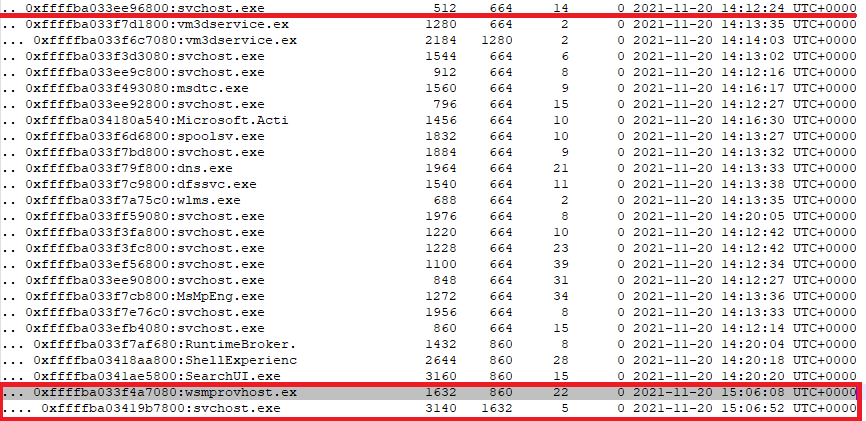 .. 0xffffba033ee96800:svchost.exe 512 664 14 0 2021-11-20 14:12:24 UTC+0000
.. 0xffffba033f7d1800:vm3dservice.ex 1280 664 2 0 2021-11-20 14:13:35 UTC+0000
... 0xffffba033f6c7080:vm3dservice.ex 2184 1280 2 0 2021-11-20 14:14:03 UTC+0000
.. 0xffffba033f3d3080:svchost.exe 1544 664 6 0 2021-11-20 14:13:02 UTC+0000
.. 0xffffba033ee9c800:svchost.exe 912 664 8 0 2021-11-20 14:12:16 UTC+0000
.. 0xffffba033f493080:msdtc.exe 1560 664 9 0 2021-11-20 14:16:17 UTC+0000
.. 0xffffba033ee92800:svchost.exe 796 664 15 0 2021-11-20 14:12:27 UTC+0000
.. 0xffffba034180a540:Microsoft.Acti 1456 664 10 0 2021-11-20 14:16:30 UTC+0000
.. 0xffffba033f6d6800:spoolsv.exe 1832 664 10 0 2021-11-20 14:13:27 UTC+0000
.. 0xffffba033f7bd800:svchost.exe 1884 664 9 0 2021-11-20 14:13:32 UTC+0000
.. 0xffffba033f79f800:dns.exe 1964 664 21 0 2021-11-20 14:13:33 UTC+0000
.. 0xffffba033f7c9800:dfssvc.exe 1540 664 11 0 2021-11-20 14:13:38 UTC+0000
.. 0xffffba033f7a75c0:wlms.exe 688 664 2 0 2021-11-20 14:13:35 UTC+0000
.. 0xffffba033ff59080:svchost.exe 1976 664 8 0 2021-11-20 14:20:05 UTC+0000
.. 0xffffba033f3fa800:svchost.exe 1220 664 10 0 2021-11-20 14:12:42 UTC+0000
.. 0xffffba033f3fc800:svchost.exe 1228 664 23 0 2021-11-20 14:12:42 UTC+0000
.. 0xffffba033ef56800:svchost.exe 1100 664 39 0 2021-11-20 14:12:34 UTC+0000
.. 0xffffba033ee90800:svchost.exe 848 664 31 0 2021-11-20 14:12:27 UTC+0000
.. 0xffffba033f7cb800:MsMpEng.exe 1272 664 34 0 2021-11-20 14:13:36 UTC+0000
.. 0xffffba033f7e76c0:svchost.exe 1956 664 8 0 2021-11-20 14:13:33 UTC+0000
.. 0xffffba033efb4080:svchost.exe 860 664 15 0 2021-11-20 14:12:14 UTC+0000
... 0xffffba033f7af680:RuntimeBroker. 1432 860 8 0 2021-11-20 14:20:04 UTC+0000
... 0xffffba03418aa800:ShellExperienc 2644 860 28 0 2021-11-20 14:20:18 UTC+0000
... 0xffffba0341ae5800:SearchUI.exe 3160 860 15 0 2021-11-20 14:20:20 UTC+0000
... 0xffffba033f4a7080:wsmprovhost.ex 1632 860 22 0 2021-11-20 15:06:08 UTC+0000
.... 0xffffba03419b7800:svchost.exe 3140 1632 5 0 2021-11-20 15:06:52 UTC+0000